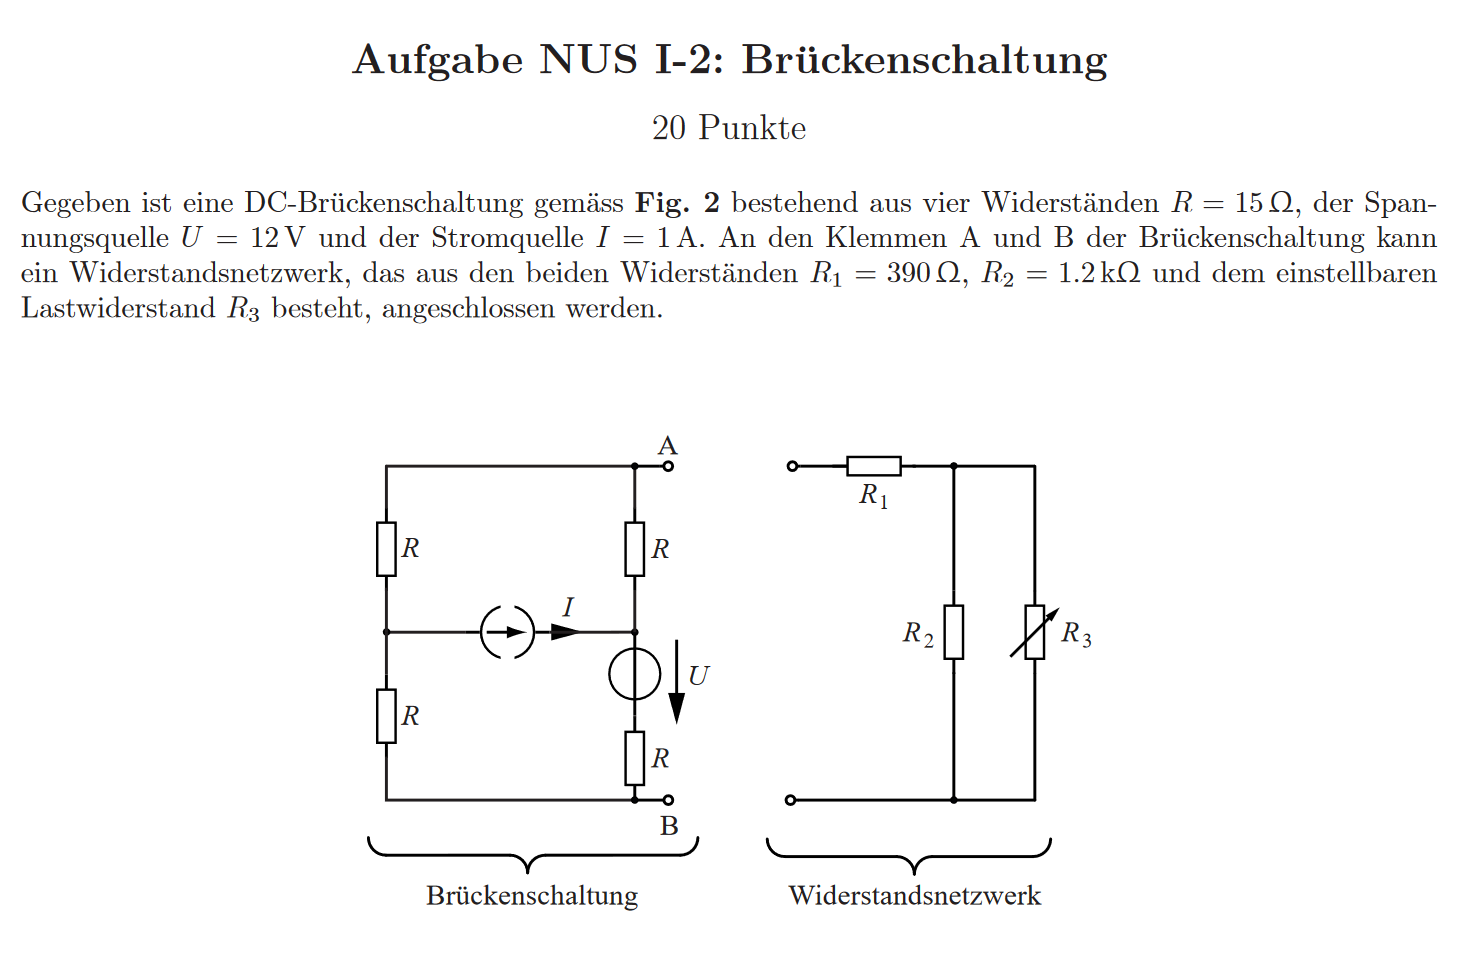 Aufgabe NUS I-2: Brückenschaltung
20 Punkte
Gegeben ist eine DC-Brückenschaltung gemäss Fig. 2 bestehend aus vier Widerständen R = 15 Ω, der Span-
nungsquelle U = 12 V und der Stromquelle I = 1 A. An den Klemmen A und B der Brückenschaltung kann
ein Widerstandsnetzwerk, das aus den beiden Widerständen R₁ = 390 Ω, R₂ = 1.2 kΩ und dem einstellbaren
Lastwiderstand R₃ besteht, angeschlossen werden.
A
R₁
R
R
I
R₂
R₃
U
R
R
B
Brückenschaltung
Widerstandsnetzwerk